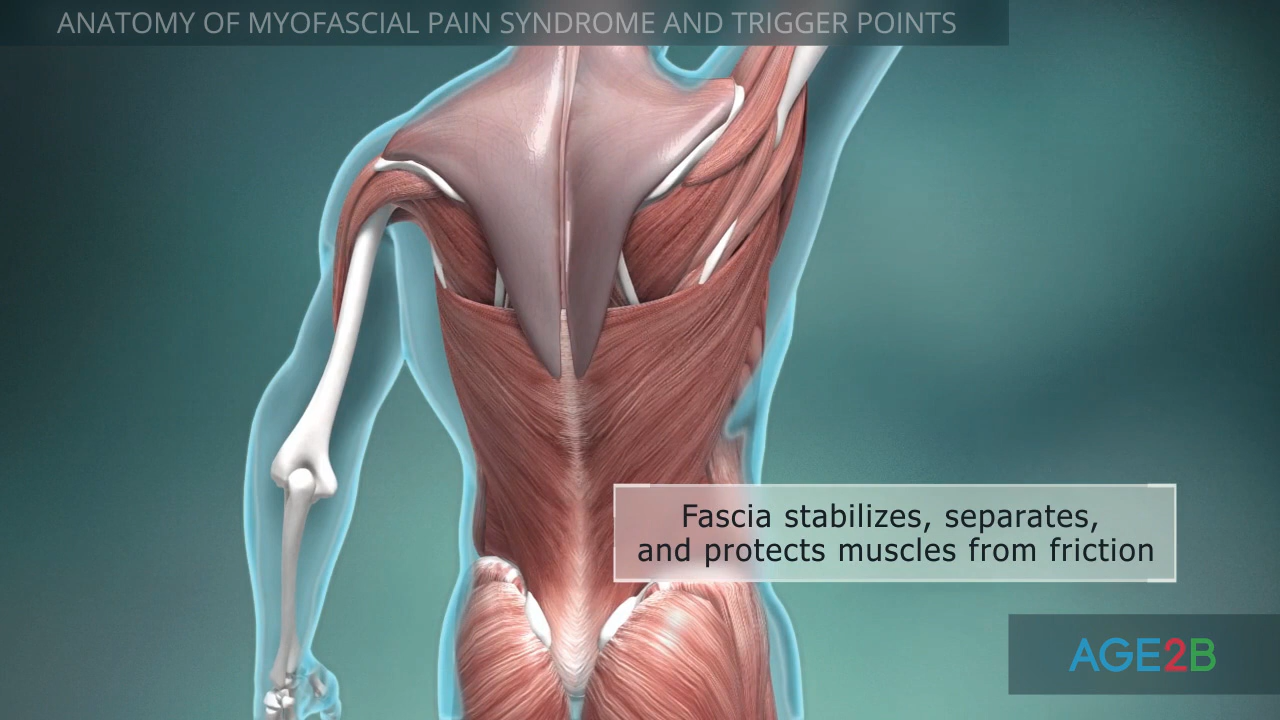 ANATOMY OF MYOFASCIAL PAIN SYNDROME AND TRIGGER POINTS
Fascia stabilizes, separates,
and protects muscles from friction
AGE2B